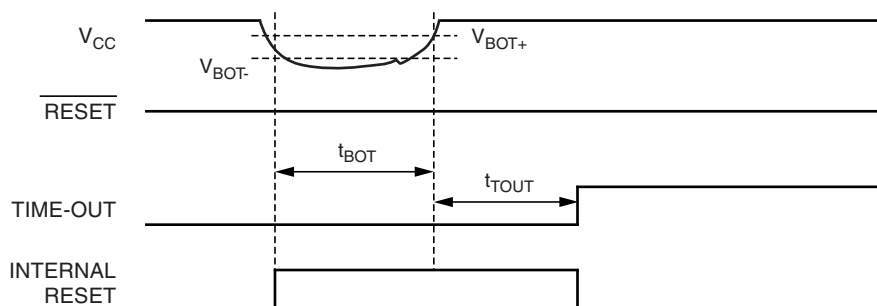 VCC
VBOT+
VBOT-
RESET
tBOT
tTOUT
TIME-OUT
INTERNAL
RESET